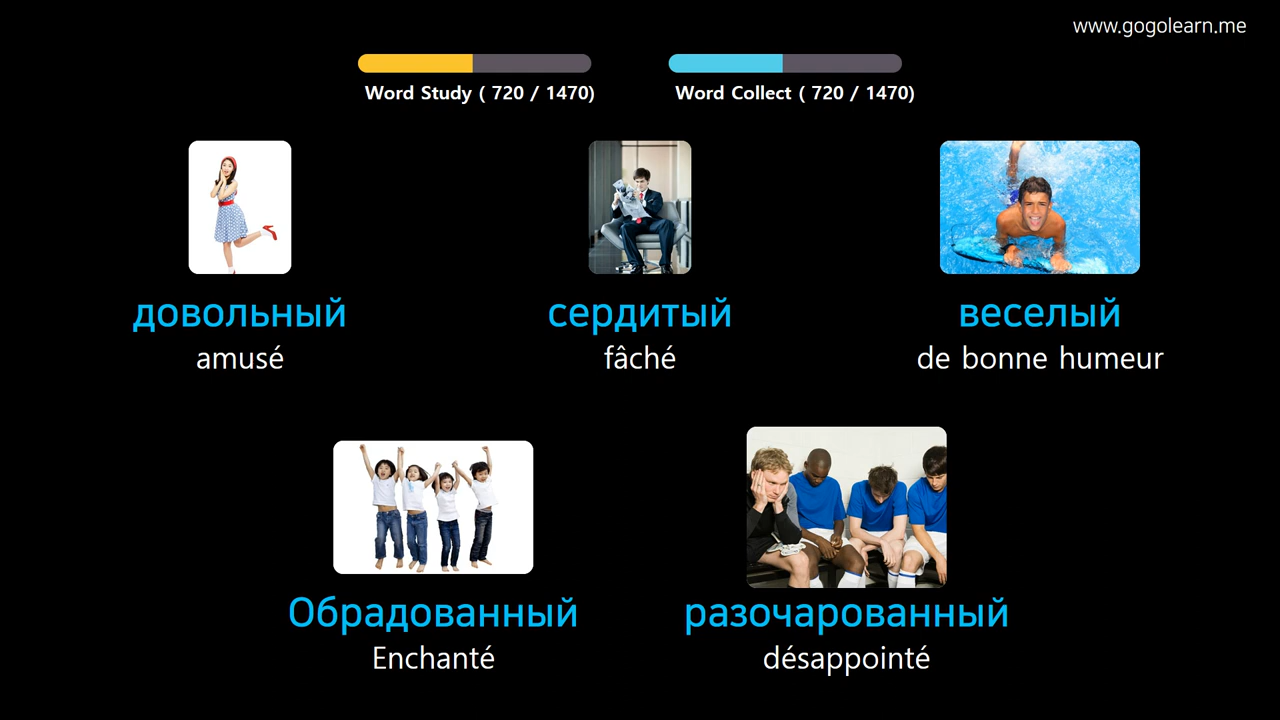 www.gogolearn.me
Word Study ( 720 / 1470)
Word Collect ( 720 / 1470)
довольный
amusé
сердитый
fâché
веселый
de bonne humeur
Обрадованный
Enchanté
разочарованный
désappointé